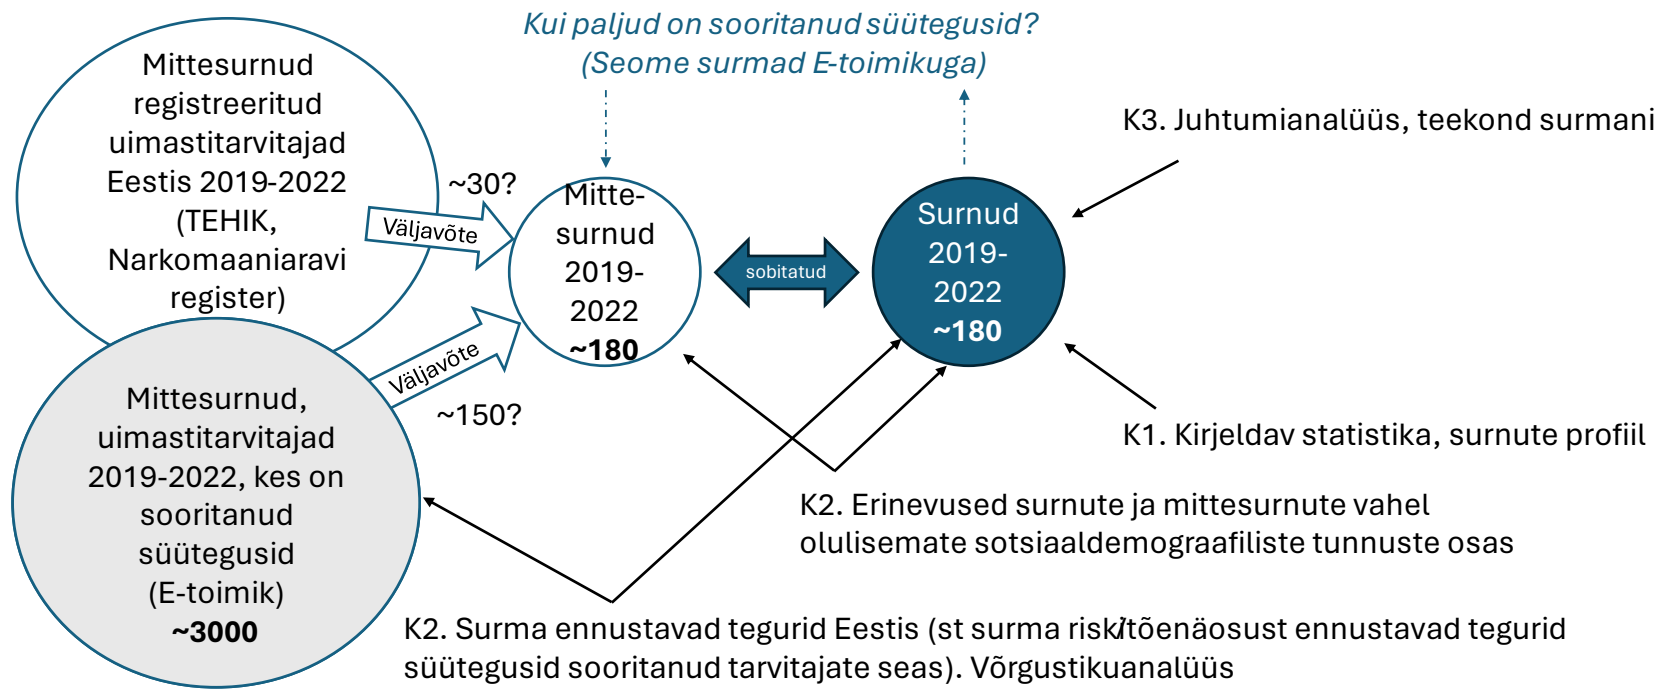 Kui paljud on sooritanud süütegusid?
(Seome surmad E-toimikuga)
Mittesurnud
registreeritud
uimastitarvitajad
Eestis 2019-2022
(TEHIK,
Narkomaaniaravi
register)
~30?
Väljavõte
Mitte-
surnud
2019-
2022
~180
sobitatud
Surnud
2019-
2022
~180
K3. Juhtumianalüüs, teekond surmani
Väljavõte
~150?
Mittesurnud,
uimastitarvitajad
2019-2022, kes on
sooritanud
süütegusid
(E-toimik)
~3000
K1. Kirjeldav statistika, surnute profiil
K2. Erinevused surnute ja mittesurnute vahel
olulisemate sotsiaaldemograafiliste tunnuste osas
K2. Surma ennustavad tegurid Eestis (st surma riski/tõenäosust ennustavad tegurid
süütegusid sooritanud tarvitajate seas). Võrgustikuanalüüs